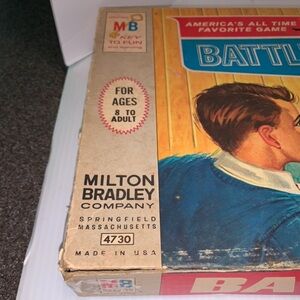 MB
KEY
TO FUN
FOR
AGES
8 TO
ADULT
MILTON
BRADLEY
COMPANY
SPRINGFIELD
MASSACHUSETTS
4730
MADE IN USA
AMERICA'S ALL TIME
FAVORITE GAME
BATTL
MB
BA